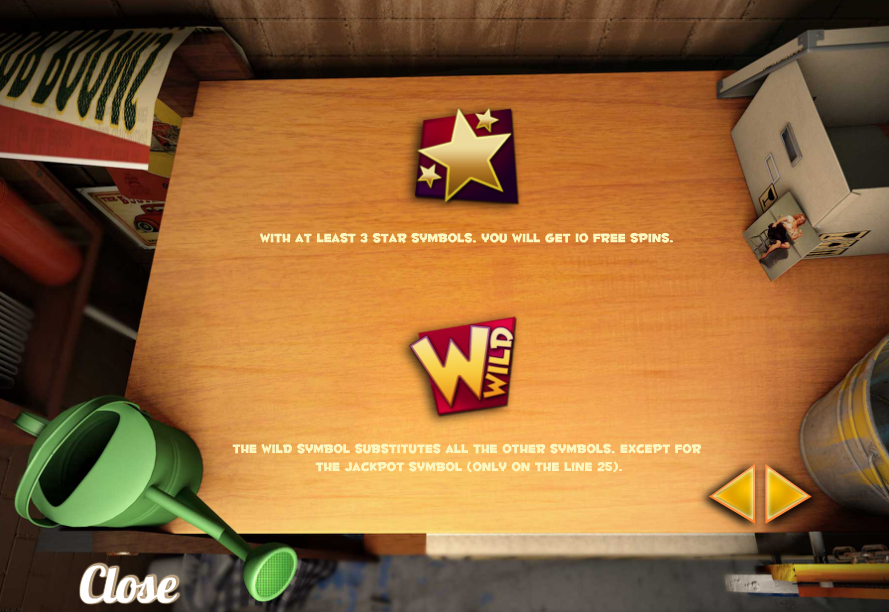 WITH AT LEAST 3 STAR SYMBOLS, YOU WILL GET 10 FREE SPINS.
W WILD
THE WILD SYMBOL SUBSTITUTES ALL THE OTHER SYMBOLS, EXCEPT FOR
THE JACKPOT SYMBOL (ONLY ON THE LINE 25).
Close